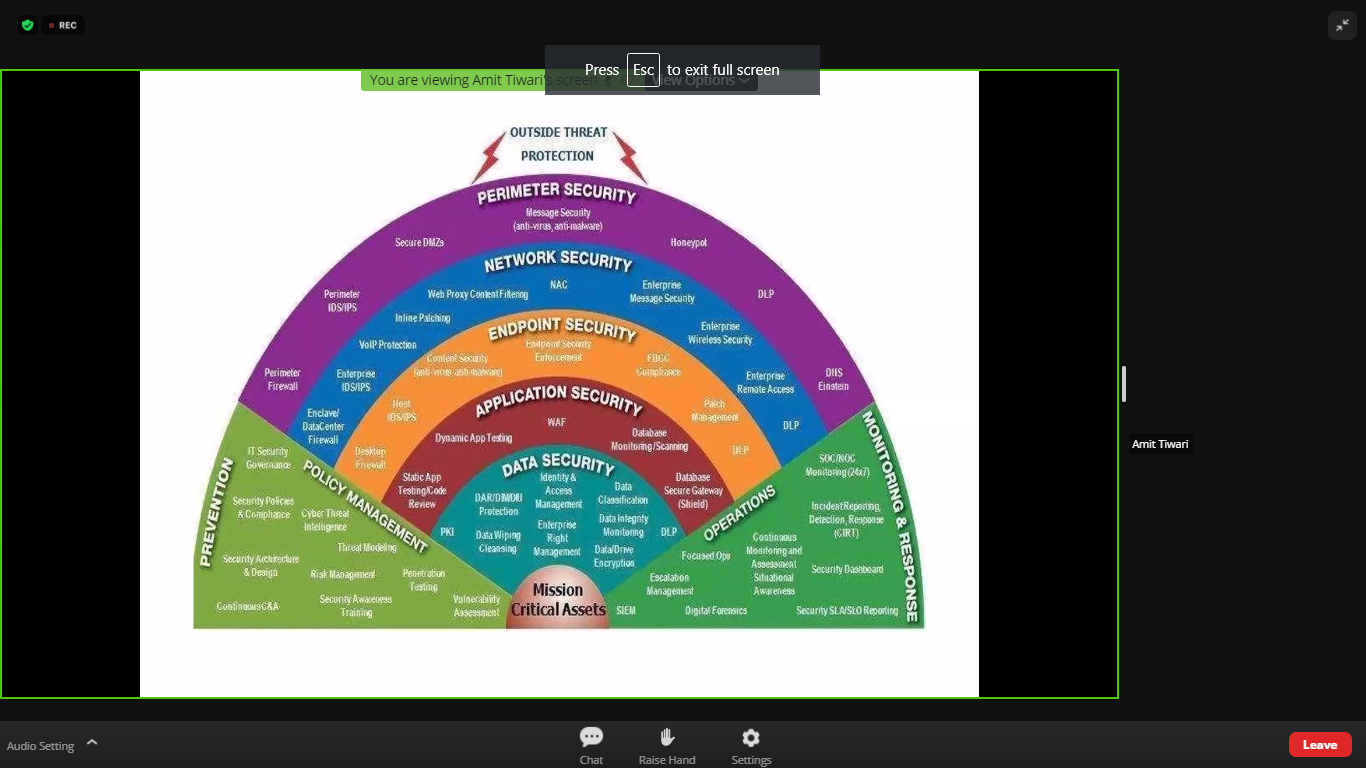 REC
Press Esc to exit full screen
You are viewing Amit Tiwari's screen
View Options
OUTSIDE THREAT
PROTECTION
PERIMETER SECURITY
Message Security
(anti-virus, anti-malware)
Secure DMZs
Honeypot
Perimeter
IDS/IPS
DLP
Perimeter
Firewall
DHS
Einstein
NETWORK SECURITY
NAC
Web Proxy Content Filtering
Enterprise
Message Security
Inline Patching
Enterprise
Wireless Security
VoIP Protection
Enterprise
IDS/IPS
Enterprise
Remote Access
Enclave/
DataCenter
Firewall
DLP
ENDPOINT SECURITY
Endpoint Security
Enforcement
Content Security
(anti-virus, anti-malware)
FDCC
Compliance
Host
IDS/IPS
Patch
Management
Desktop
Firewall
DLP
APPLICATION SECURITY
WAF
Dynamic App Testing
Database
Monitoring/Scanning
Static App
Testing/Code
Review
Database
Secure Gateway
(Shield)
DATA SECURITY
Identity &
Access
Management
DAR/DIM/DIU
Protection
Data
Classification
PKI
Data Wiping
Cleansing
Enterprise
Right
Management
Data Integrity
Monitoring
DLP
Data/Drive
Encryption
Mission
Critical Assets
PREVENTION
POLICY MANAGEMENT
IT Security
Governance
Security Policies
& Compliance
Cyber Threat
Intelligence
Threat Modeling
Security Architecture
& Design
Risk Management
Penetration
Testing
Continuous C&A
Security Awareness
Training
Vulnerability
Assessment
OPERATIONS
MONITORING & RESPONSE
SOC/NOC
Monitoring (24x7)
Incident Reporting,
Detection, Response
(CIRT)
Focused Ops
Continuous
Monitoring and
Assessment
Situational
Awareness
Security Dashboard
Escalation
Management
SIEM
Digital Forensics
Security SLA/SLO Reporting
Amit Tiwari
Audio Setting
Chat
Raise Hand
Settings
Leave